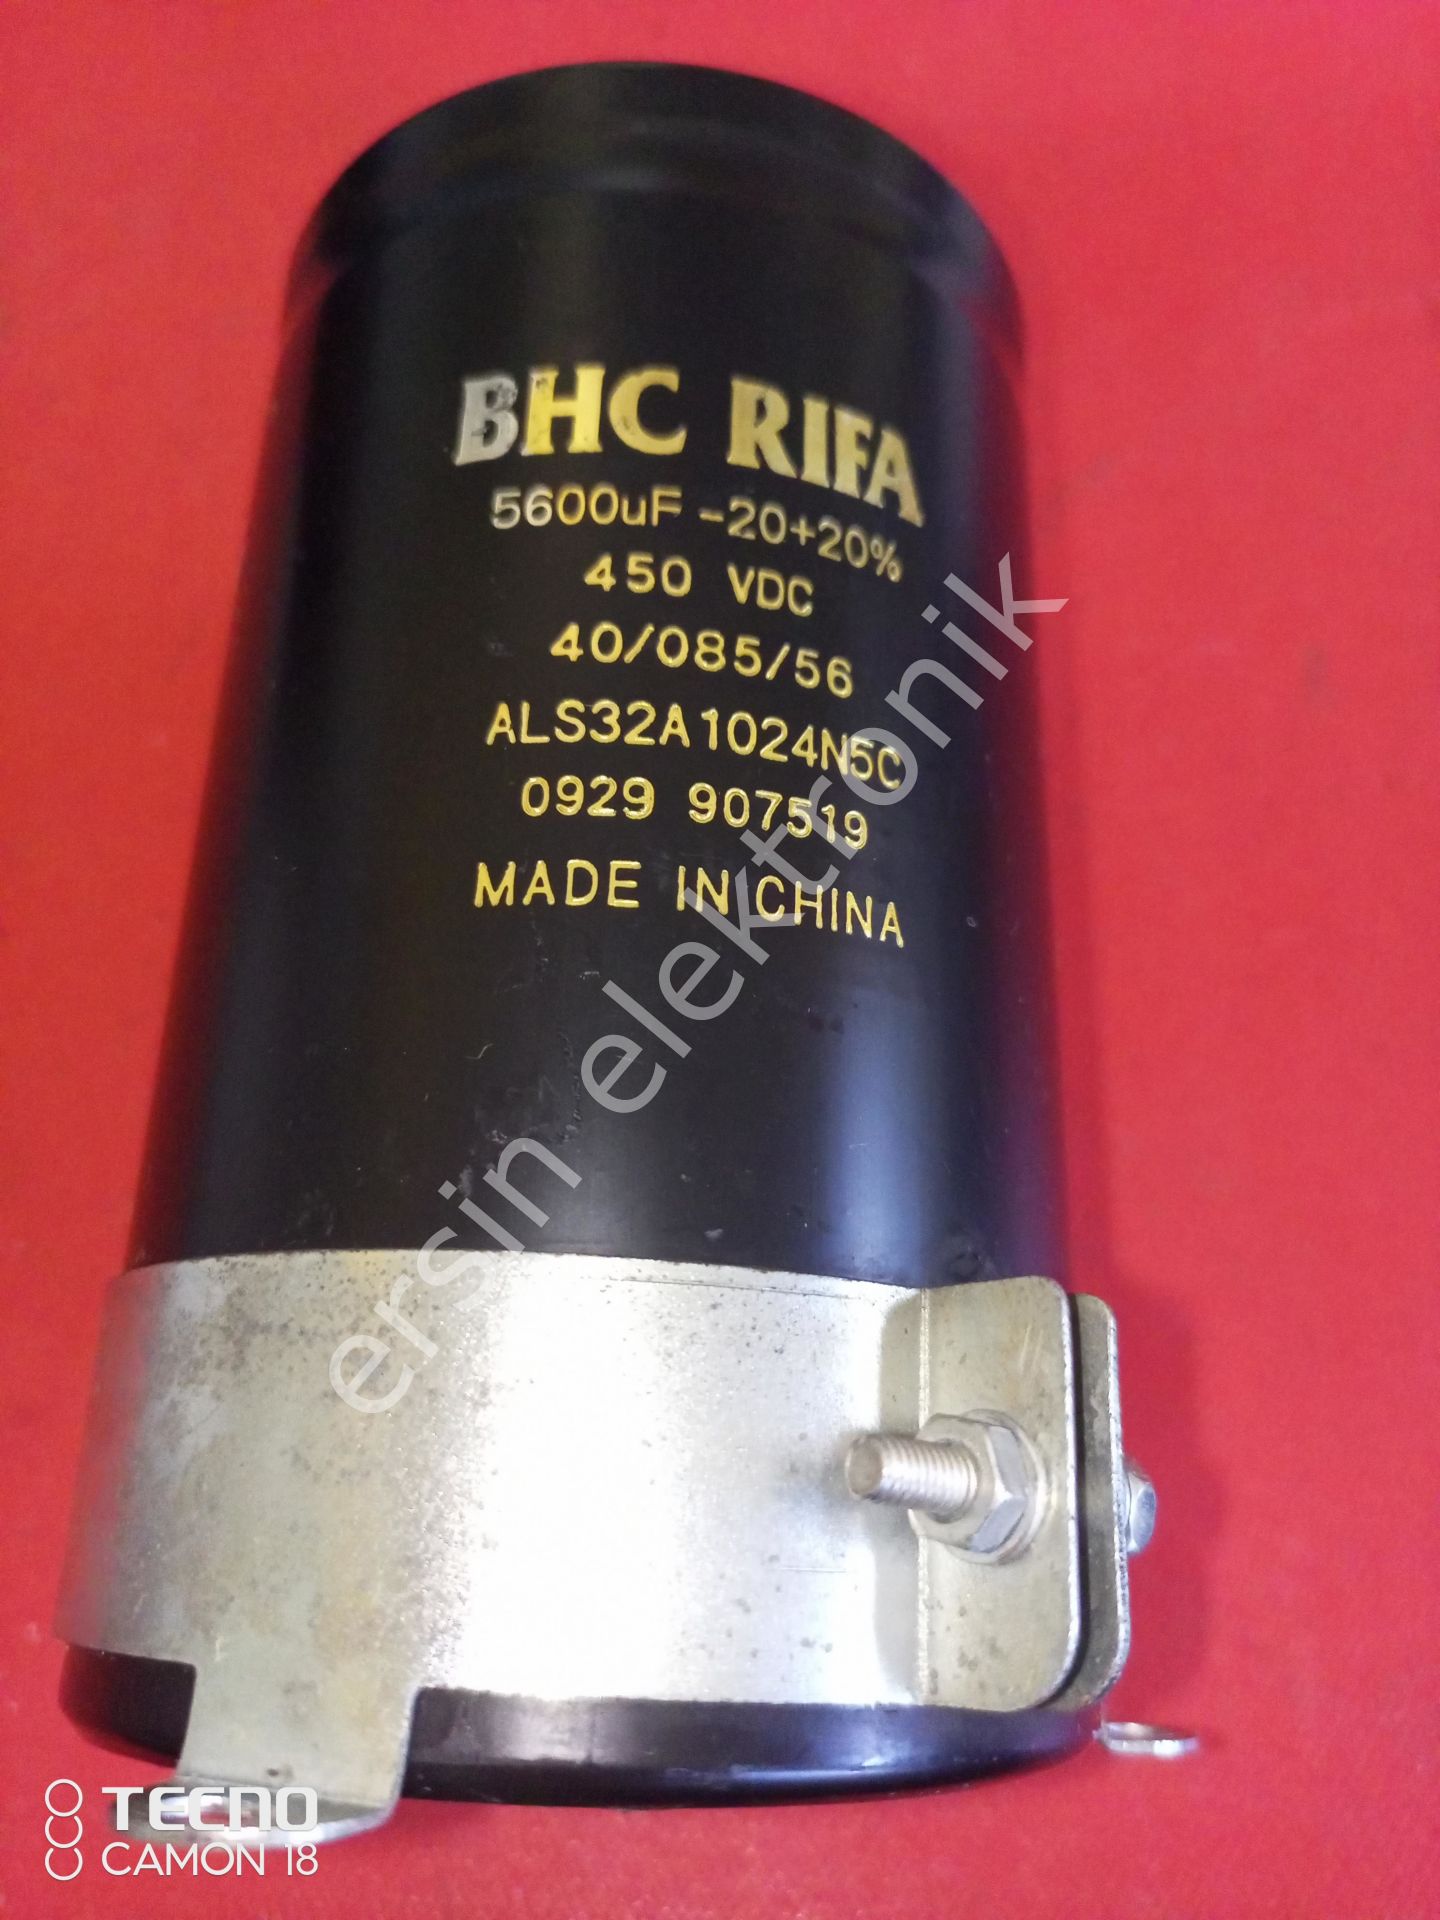 BHC RIFA
5600uF -20+20%
450 VDC
40/085/56
ALS32A1024N5C
0929 907519
MADE IN CHINA
ersin elektronik
TECNO
CAMON 18